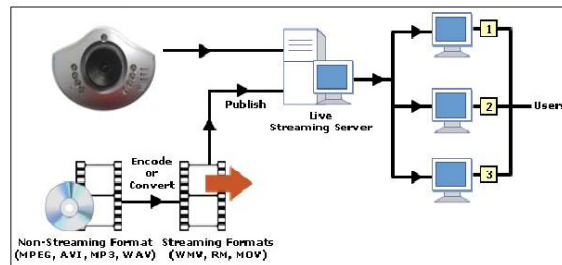 1
Publish
Live
Streaming Server
2
Users
Encode
or
Convert
3
Non-Streaming Format
(MPEG, AVI, MP3, WAV)
Streaming Formats
(WMV, RM, MOV)